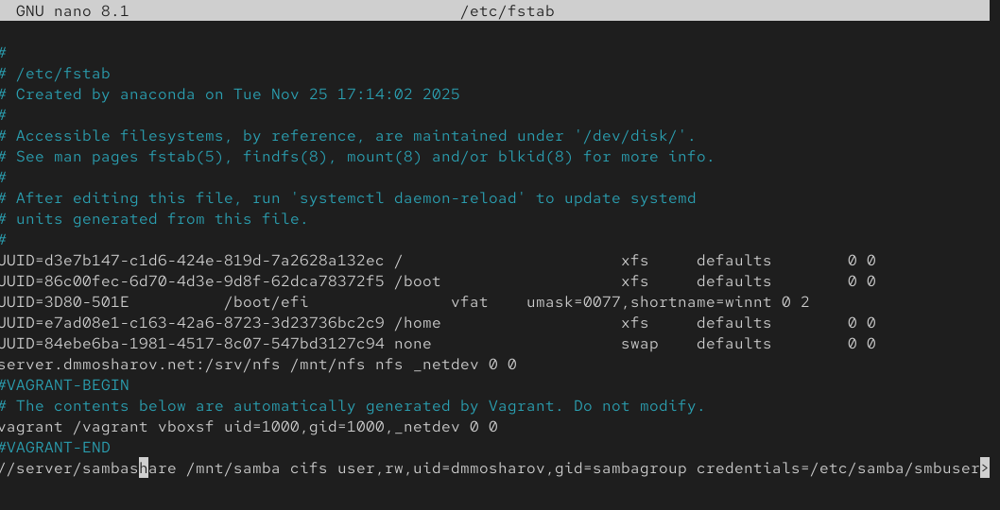 GNU nano 8.1 /etc/fstab
#
# /etc/fstab
# Created by anaconda on Tue Nov 25 17:14:02 2025
#
# Accessible filesystems, by reference, are maintained under '/dev/disk/'.
# See man pages fstab(5), findfs(8), mount(8) and/or blkid(8) for more info.
#
# After editing this file, run 'systemctl daemon-reload' to update systemd
# units generated from this file.
#
UUID=d3e7b147-c1d6-424e-819d-7a2628a132ec / xfs defaults 0 0
UUID=86c00fec-6d70-4d3e-9d8f-62dca78372f5 /boot xfs defaults 0 0
UUID=3D80-501E /boot/efi vfat umask=0077,shortname=winnt 0 2
UUID=e7ad08e1-c163-42a6-8723-3d23736bc2c9 /home xfs defaults 0 0
UUID=84ebe6ba-1981-4517-8c07-547bd3127c94 none swap defaults 0 0
server.dmmosharov.net:/srv/nfs /mnt/nfs nfs _netdev 0 0
#VAGRANT-BEGIN
# The contents below are automatically generated by Vagrant. Do not modify.
vagrant /vagrant vboxsf uid=1000,gid=1000,_netdev 0 0
#VAGRANT-END
//server/sambashare /mnt/samba cifs user,rw,uid=dmmosharov,gid=sambagroup credentials=/etc/samba/smbuser>